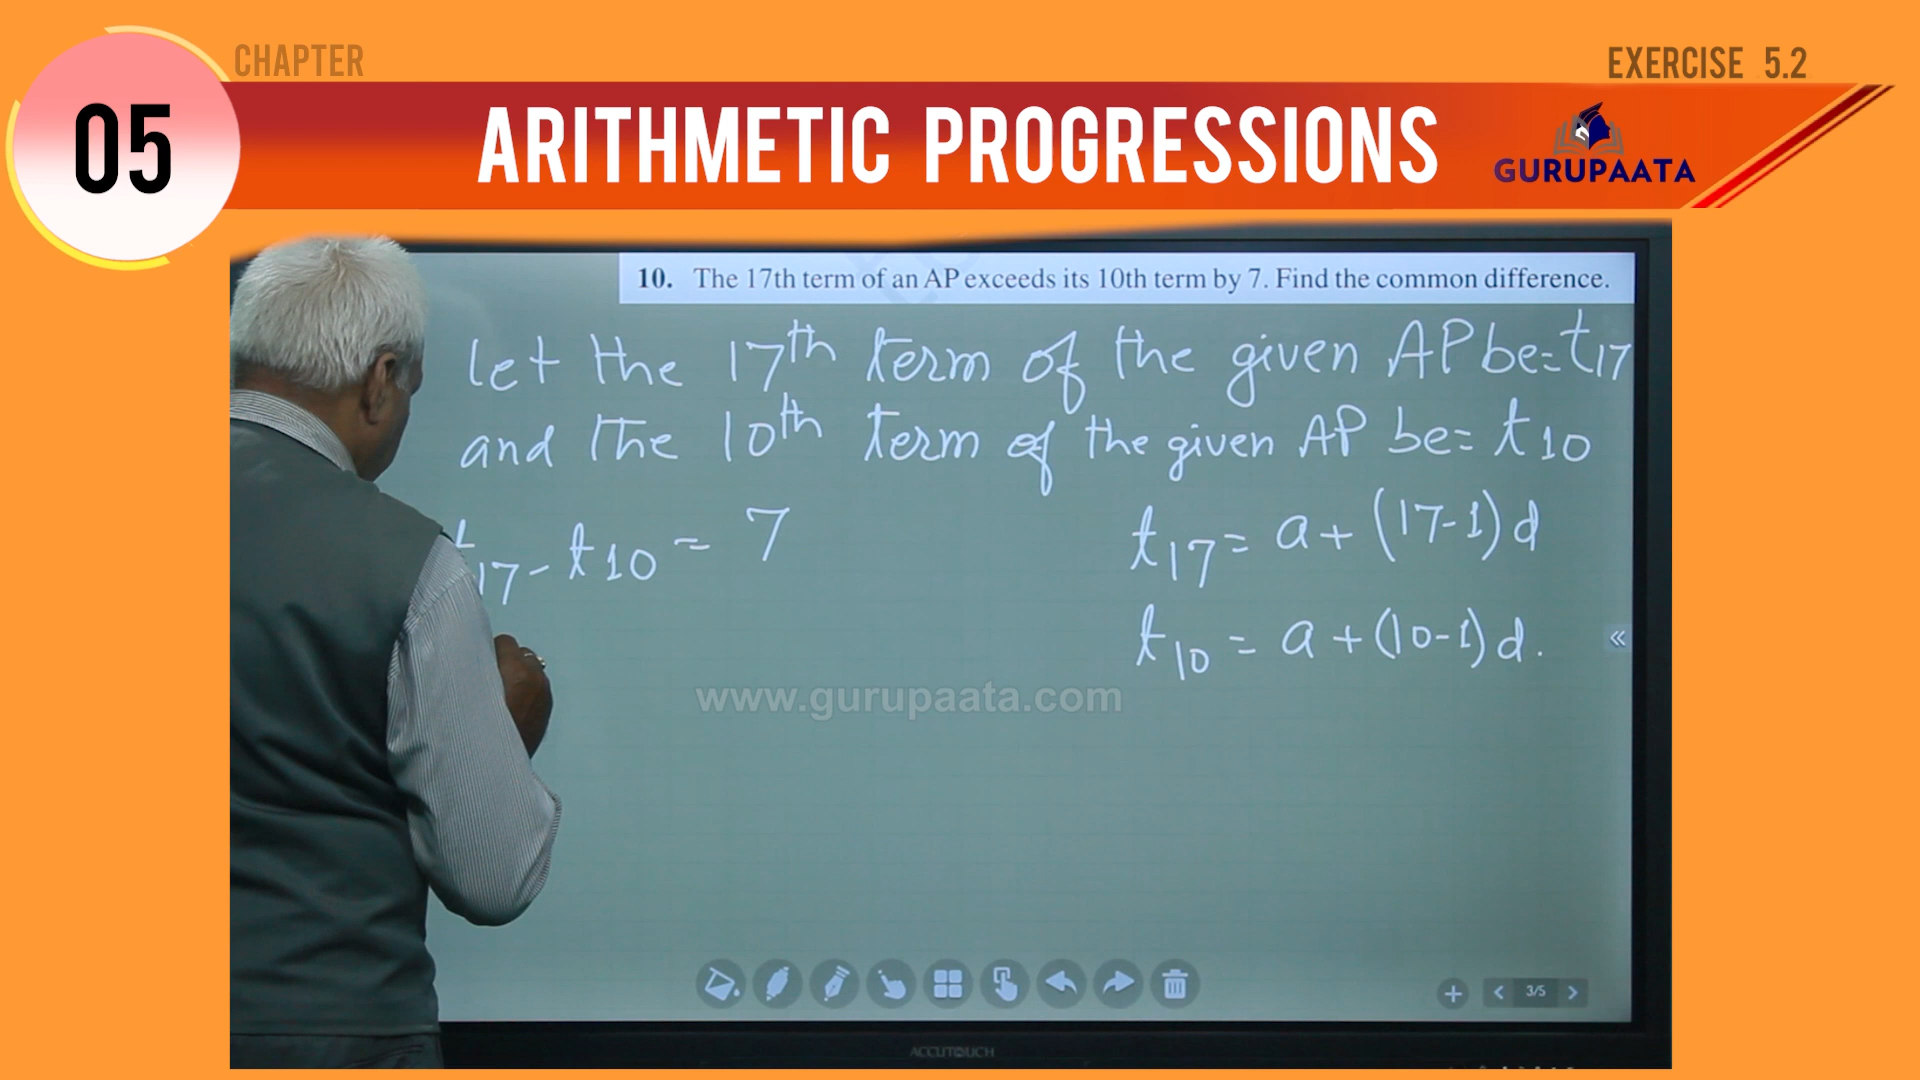 CHAPTER
EXERCISE 5.2
05
ARITHMETIC PROGRESSIONS
GURUPAATA
10. The 17th term of an AP exceeds its 10th term by 7. Find the common difference.
let the 17th term of the given AP be= t17
and the 10th term of the given AP be= t10
t17 - t10 = 7
t17 = a + (17-1)d
t10 = a + (10-1)d.
«
www.gurupaata.com
+ < 3/5 >
ACCUTOUCH